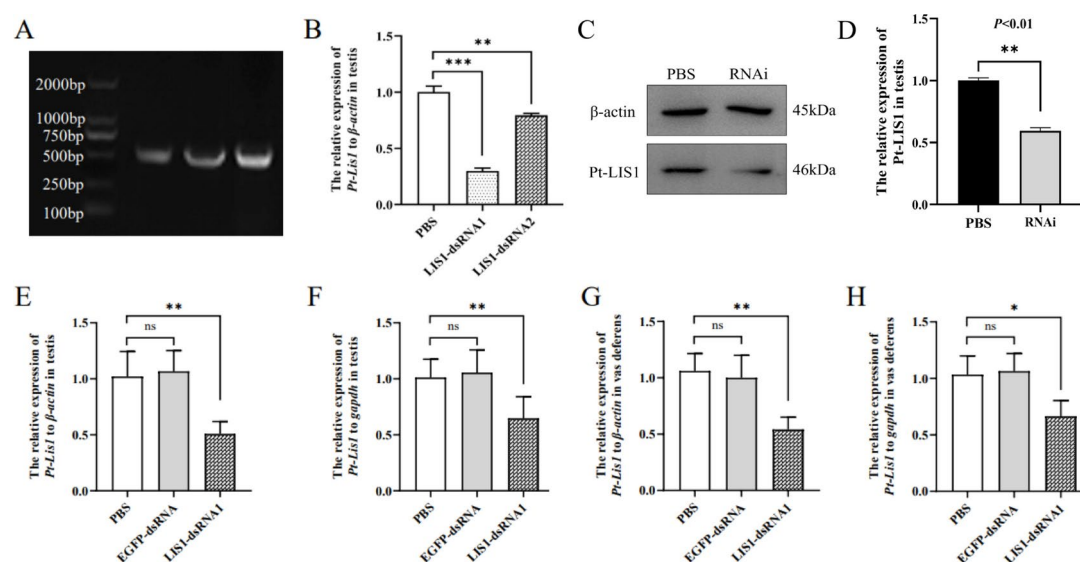 A
2000bp
1000bp
750bp
500bp
250bp
100bp
B
The relative expression of
Pt-Lis1 to β-actin in testis
1.5
1.0
0.5
0.0
**
***
PBS
LIS1-dsRNA1
LIS1-dsRNA2
C
PBS RNAi
β-actin 45kDa
Pt-LIS1 46kDa
D
The relative expression of
Pt-LIS1 in testis
P<0.01
**
1.5
1.0
0.5
0.0
PBS RNAi
E
The relative expression of
Pt-Lis1 to β-actin in testis
1.5
1.0
0.5
0.0
**
ns
PBS
EGFP-dsRNA
LIS1-dsRNA1
F
The relative expression of
Pt-Lis1 to gapdh in testis
1.5
1.0
0.5
0.0
**
ns
PBS
EGFP-dsRNA
LIS1-dsRNA1
G
The relative expression of
Pt-Lis1 to β-actin in vas deferens
1.5
1.0
0.5
0.0
**
ns
PBS
EGFP-dsRNA
LIS1-dsRNA1
H
The relative expression of
Pt-Lis1 to gapdh in vas deferens
1.5
1.0
0.5
0.0
*
ns
PBS
EGFP-dsRNA
LIS1-dsRNA1